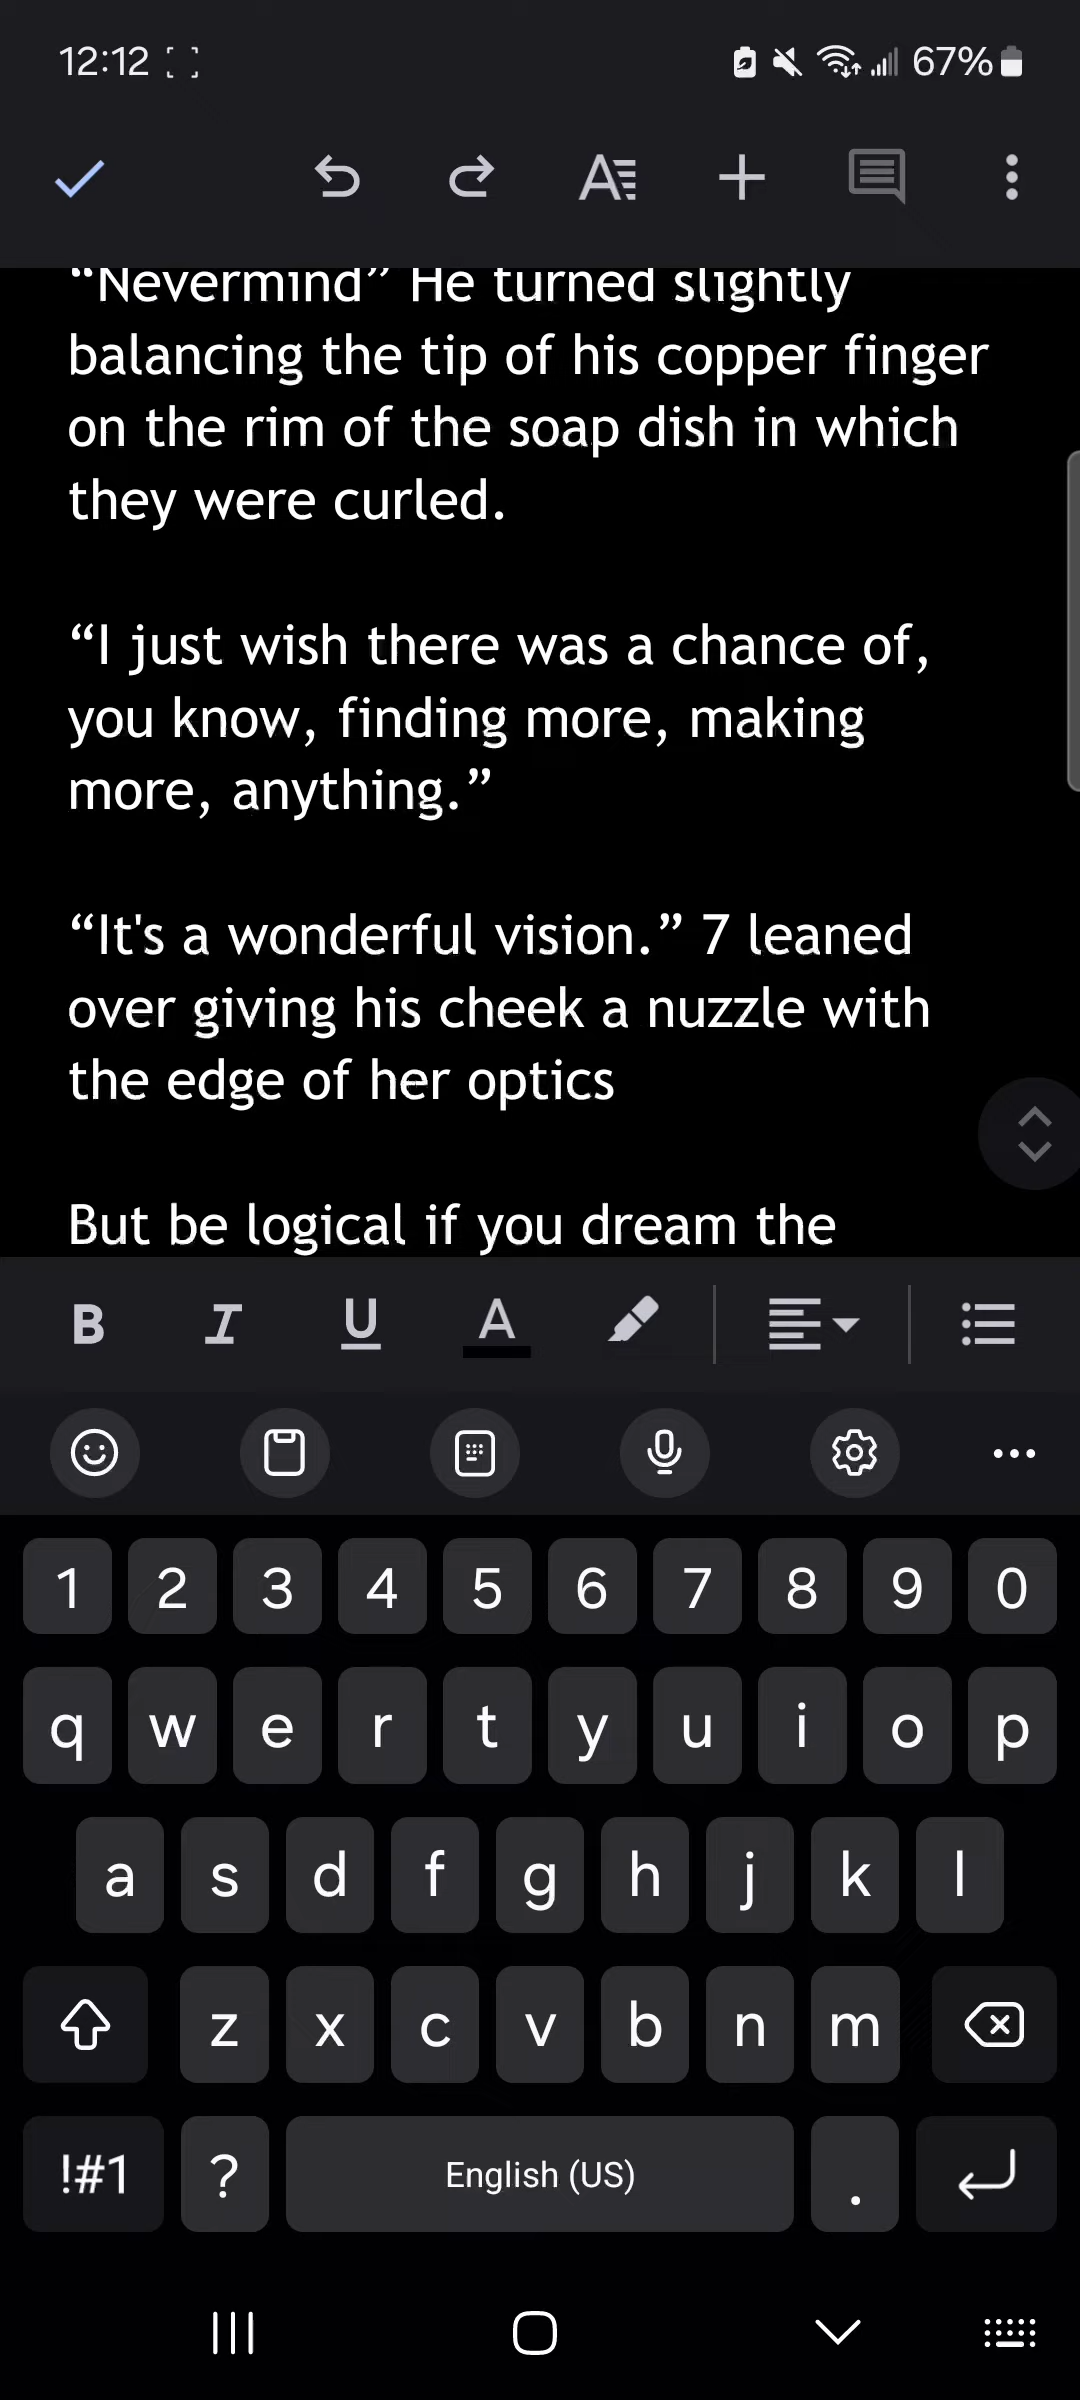 12:12
67%
“Nevermind” He turned slightly
balancing the tip of his copper finger
on the rim of the soap dish in which
they were curled.
“I just wish there was a chance of,
you know, finding more, making
more, anything.”
“It's a wonderful vision.” 7 leaned
over giving his cheek a nuzzle with
the edge of her optics
But be logical if you dream the
B I U A
1 2 3 4 5 6 7 8 9 0
q w e r t y u i o p
a s d f g h j k l
z x c v b n m
!#1 ? English (US) .